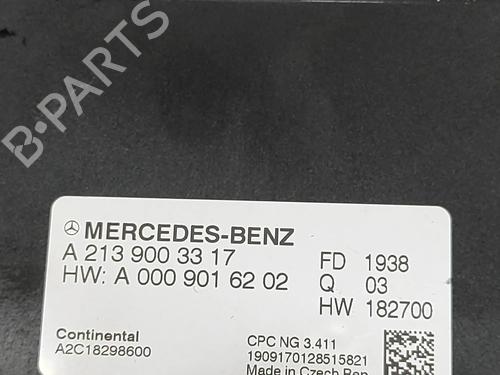 B-PARTS
MERCEDES-BENZ
A 213 900 33 17
HW: A 000 901 62 02
FD 1938
Q 03
HW 182700
Continental
A2C18298600
CPC NG 3.411
1909170128515821
Made in Czech Rep